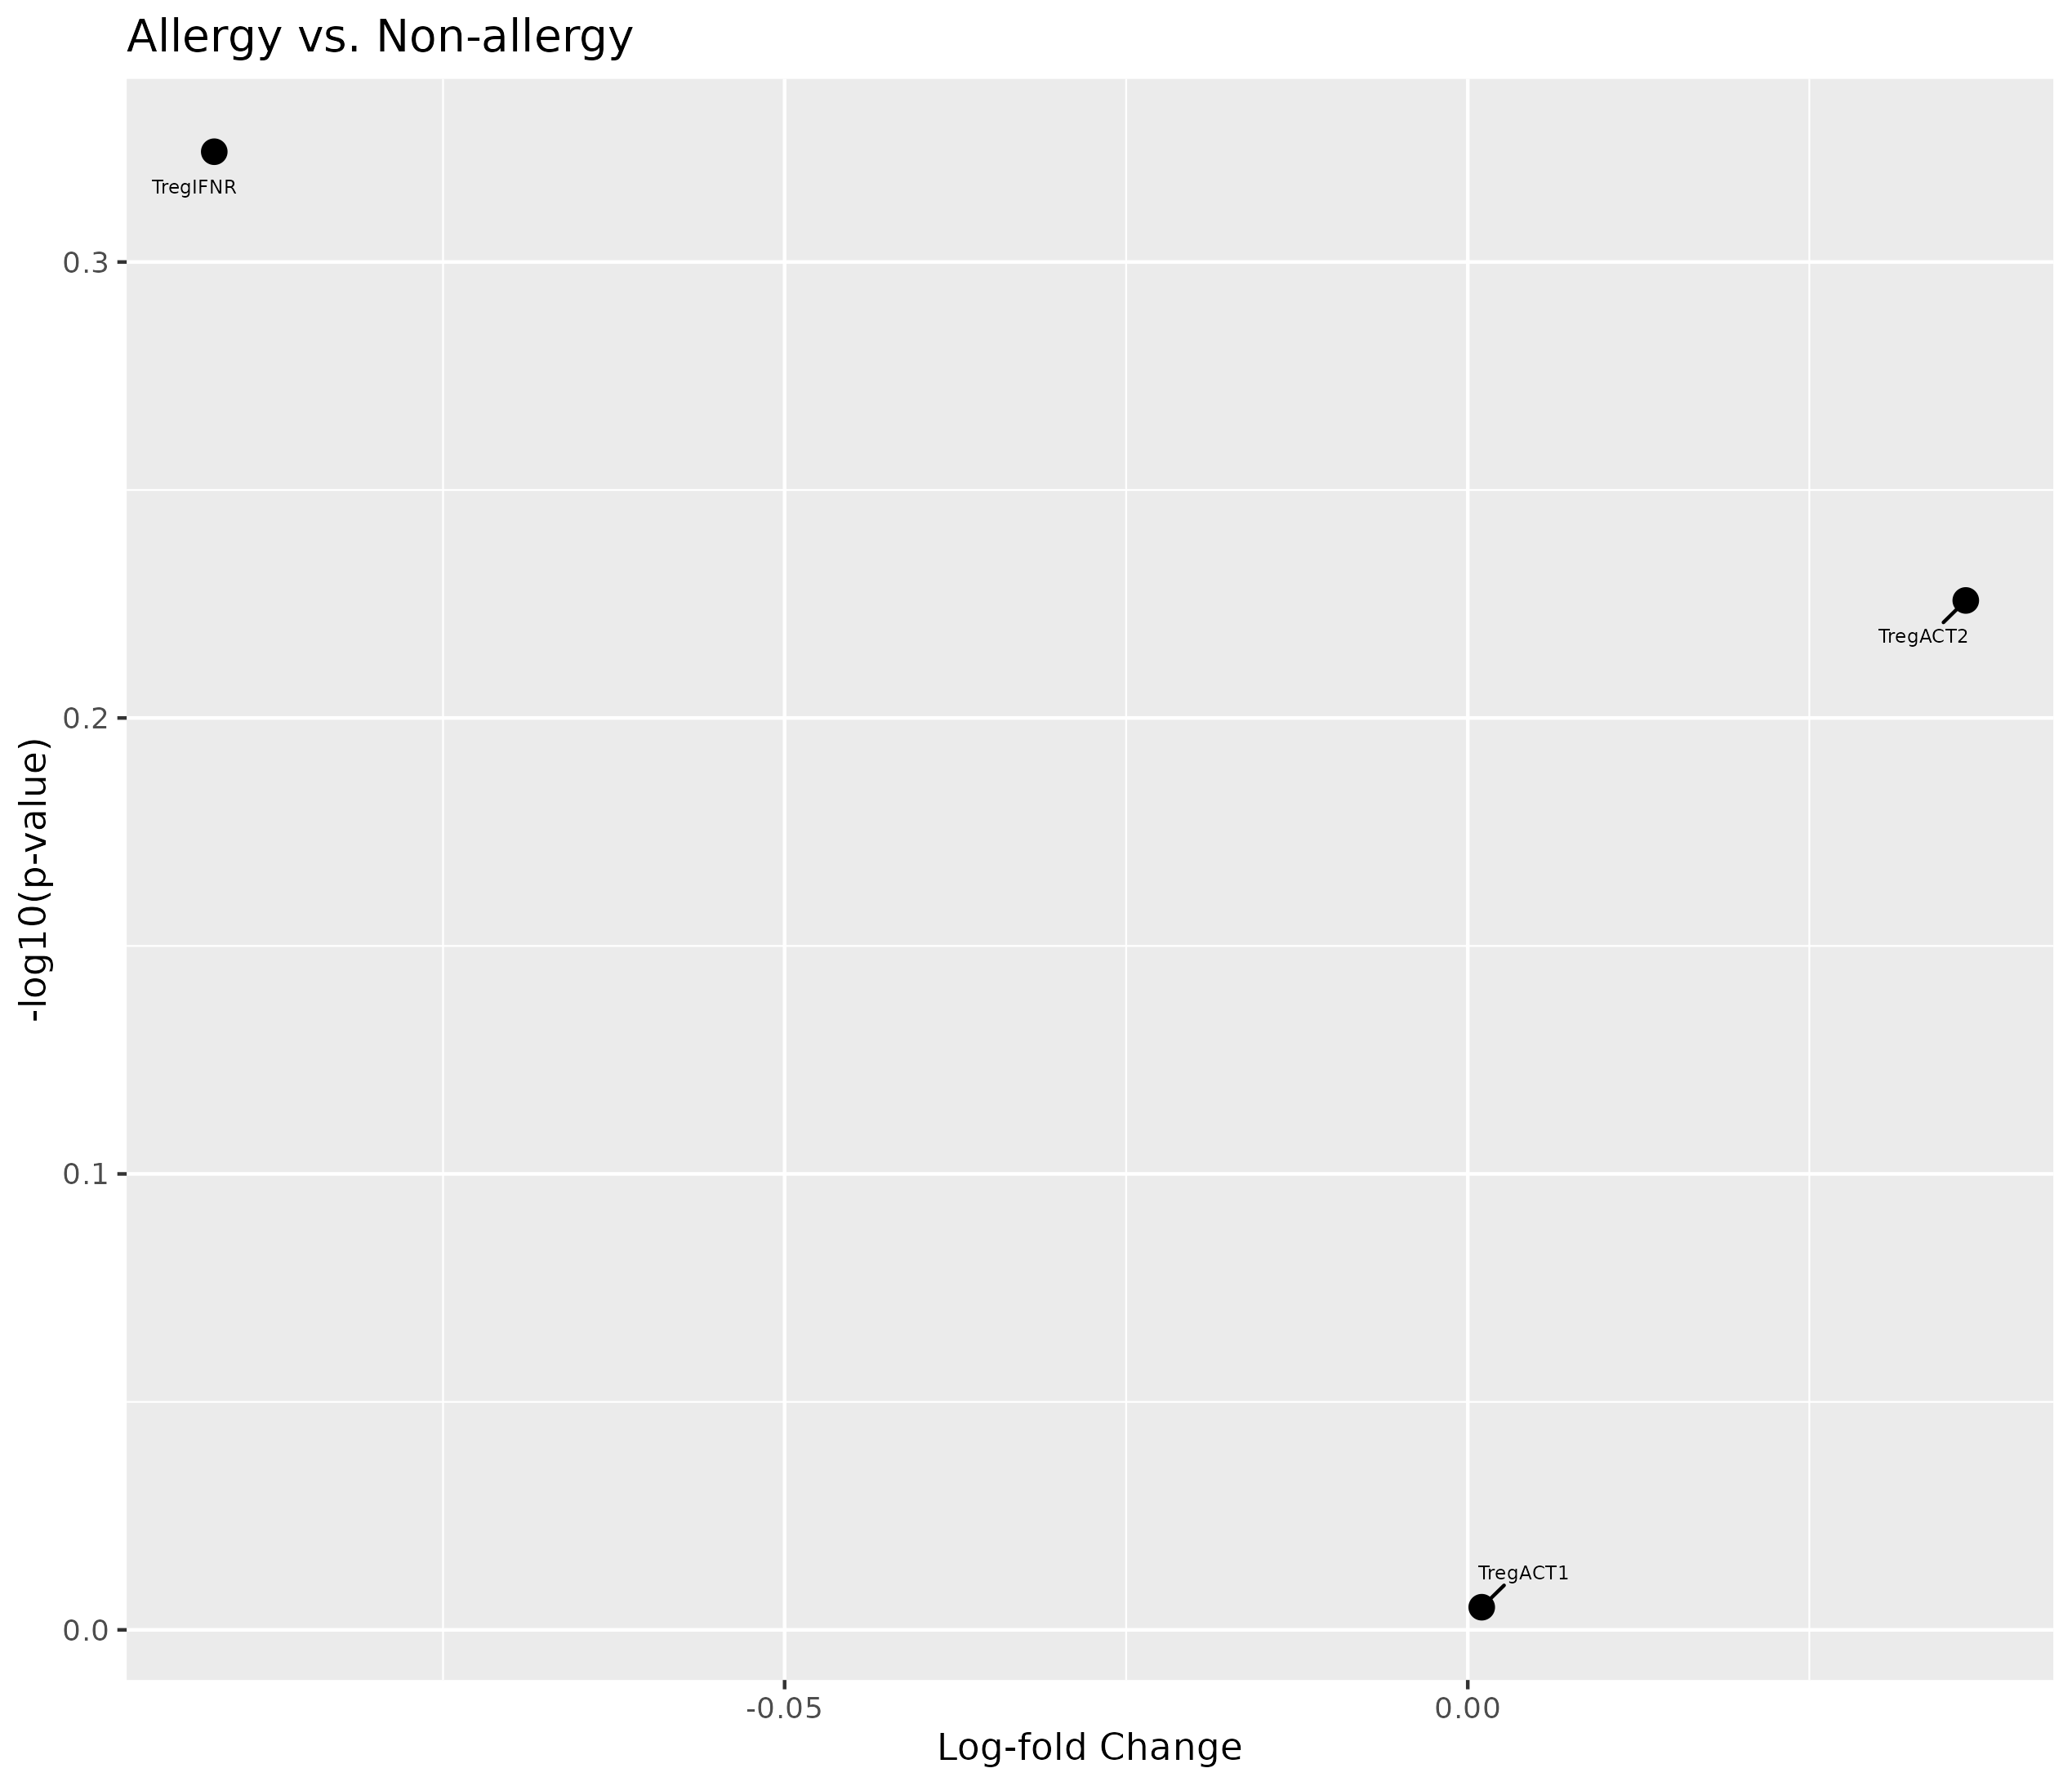 Allergy vs. Non-allergy
TregIFNR
0.3
TregACT2
0.2
-log10(p-value)
0.1
TregACT1
0.0
-0.05
0.00
Log-fold Change